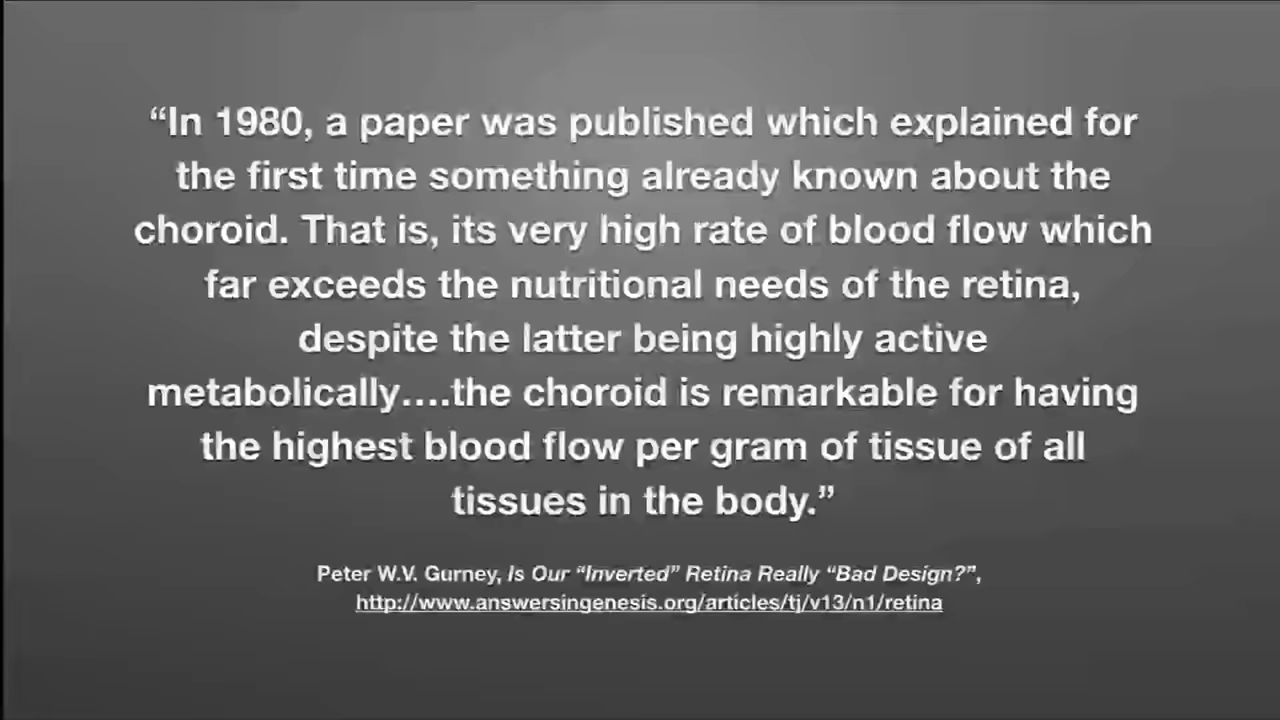 “In 1980, a paper was published which explained for
the first time something already known about the
choroid. That is, its very high rate of blood flow which
far exceeds the nutritional needs of the retina,
despite the latter being highly active
metabolically….the choroid is remarkable for having
the highest blood flow per gram of tissue of all
tissues in the body.”
Peter W.V. Gurney, Is Our “Inverted” Retina Really “Bad Design?”,
http://www.answersingenesis.org/articles/tj/v13/n1/retina